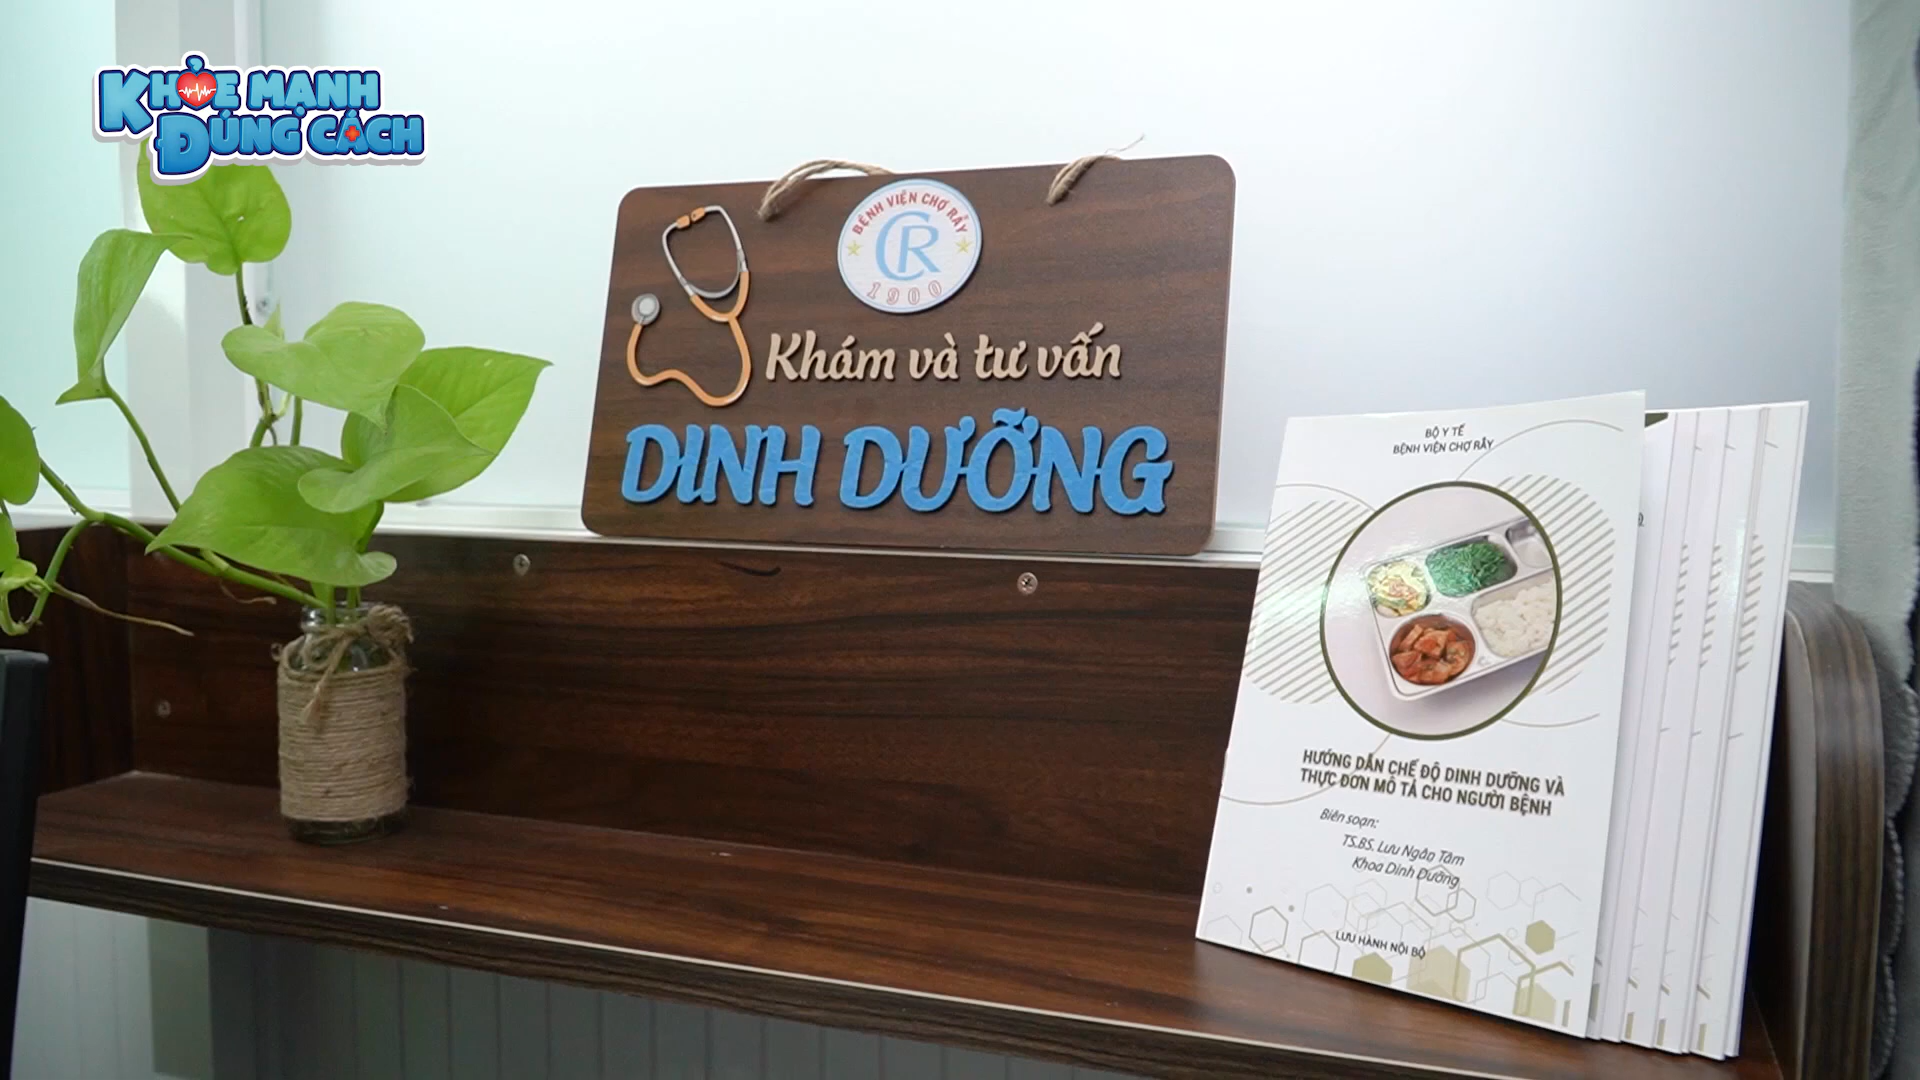 KHỎE MẠNH
ĐÚNG CÁCH
BỆNH VIỆN CHỢ RẪY
CR
1900
Khám và tư vấn
DINH DƯỠNG
BỘ Y TẾ
BỆNH VIỆN CHỢ RẪY
HƯỚNG DẪN CHẾ ĐỘ DINH DƯỠNG VÀ
THỰC ĐƠN MÔ TẢ CHO NGƯỜI BỆNH
Biên soạn:
TS.BS. Lưu Ngân Tâm
Khoa Dinh Dưỡng
LƯU HÀNH NỘI BỘ